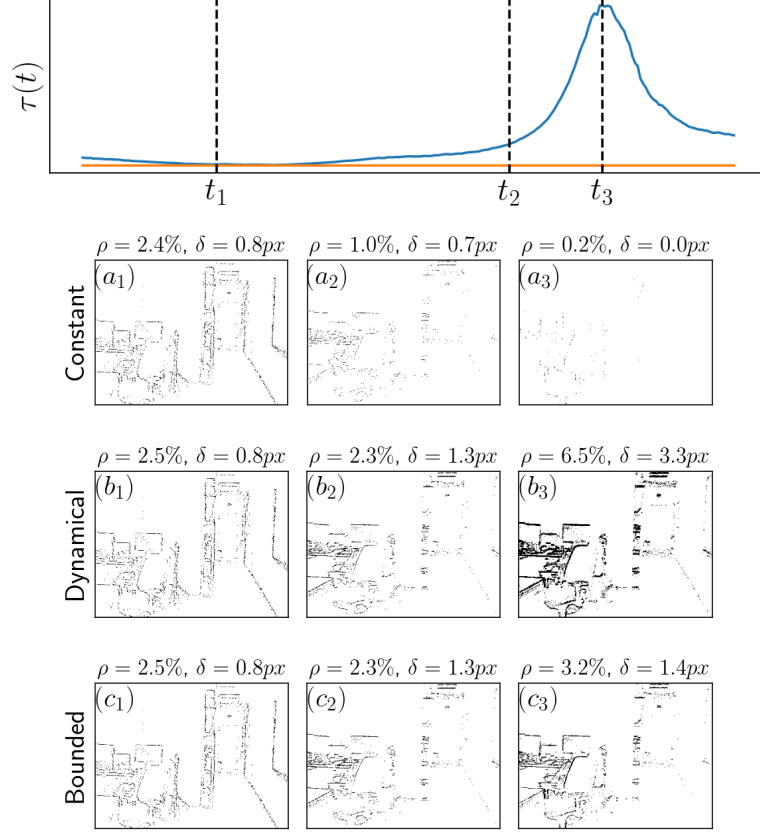 τ(t)
t₁ t₂ t₃
ρ = 2.4%, δ = 0.8px ρ = 1.0%, δ = 0.7px ρ = 0.2%, δ = 0.0px
Constant
(a₁) (a₂) (a₃)
ρ = 2.5%, δ = 0.8px ρ = 2.3%, δ = 1.3px ρ = 6.5%, δ = 3.3px
Dynamical
(b₁) (b₂) (b₃)
ρ = 2.5%, δ = 0.8px ρ = 2.3%, δ = 1.3px ρ = 3.2%, δ = 1.4px
Bounded
(c₁) (c₂) (c₃)